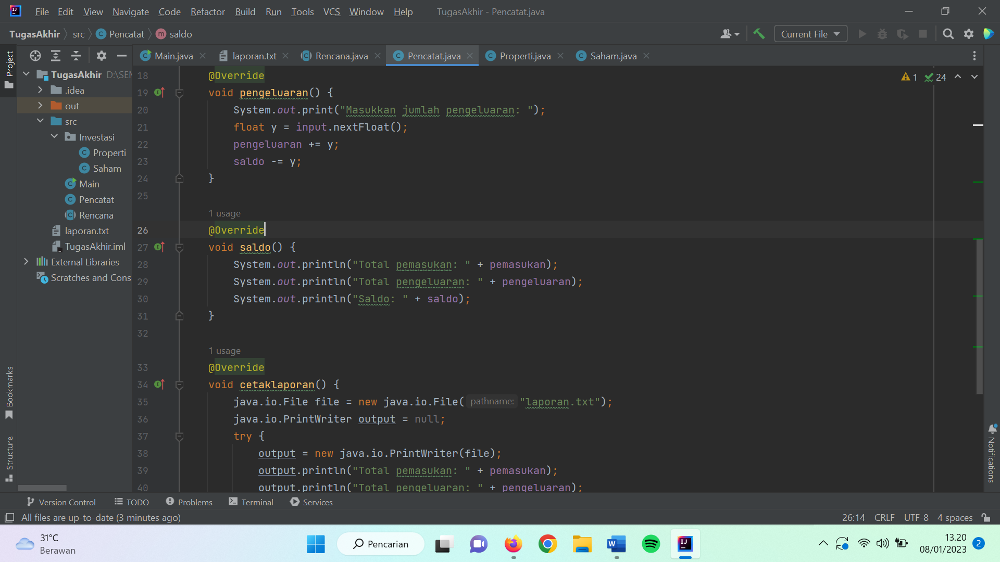 File Edit View Navigate Code Refactor Build Run Tools VCS Window Help TugasAkhir - Pencatat.java
TugasAkhir src Pencatat saldo
Current File
Project
Main.java laporan.txt Rencana.java Pencatat.java Properti.java Saham.java
TugasAkhir D:\SEM
.idea
out
src
Investasi
Properti
Saham
Main
Pencatat
Rencana
laporan.txt
TugasAkhir.iml
External Libraries
Scratches and Cons
1 24
18 @Override
19 void pengeluaran() {
20 System.out.print("Masukkan jumlah pengeluaran: ");
21 float y = input.nextFloat();
22 pengeluaran += y;
23 saldo -= y;
24 }
25
1 usage
26 @Override
27 void saldo() {
28 System.out.println("Total pemasukan: " + pemasukan);
29 System.out.println("Total pengeluaran: " + pengeluaran);
30 System.out.println("Saldo: " + saldo);
31 }
32
1 usage
33 @Override
34 void cetaklaporan() {
35 java.io.File file = new java.io.File( pathname: "laporan.txt");
36 java.io.PrintWriter output = null;
37 try {
38 output = new java.io.PrintWriter(file);
39 output.println("Total pemasukan: " + pemasukan);
40 output.println("Total pengeluaran: " + pengeluaran);
Bookmarks
Structure
Notifications
Version Control TODO Problems Terminal Services
All files are up-to-date (3 minutes ago) 26:14 CRLF UTF-8 4 spaces
31°C
Berawan
Pencarian
13.20
08/01/2023
2